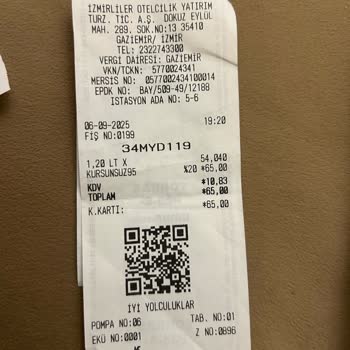 İZMİRLİLER OTELCİLİK YATIRIM
TURZ. TİC. A.Ş. DOKUZ EYLÜL
MAH. 289. SOK.NO:13 35410
GAZİEMİR/ İZMİR
TEL: 2322743300
VERGİ DAİRESİ: GAZİEMİR
VKN/TCKN: 5770024341
MERSIS NO: 0577002434100014
EPDK NO: BAY/509-49/12188
İSTASYON ADA NO: 5-6
06-09-2025 19:20
FİŞ NO:0199
34MYD119
1,20 LT X 54,040
KURSUNSUZ95 %20 *65,00
KDV *10,83
TOPLAM *65,00
K.KARTI: *65,00
İYİ YOLCULUKLAR
POMPA NO:06 TAB. NO:01
EKÜ NO:0001 Z NO:0896